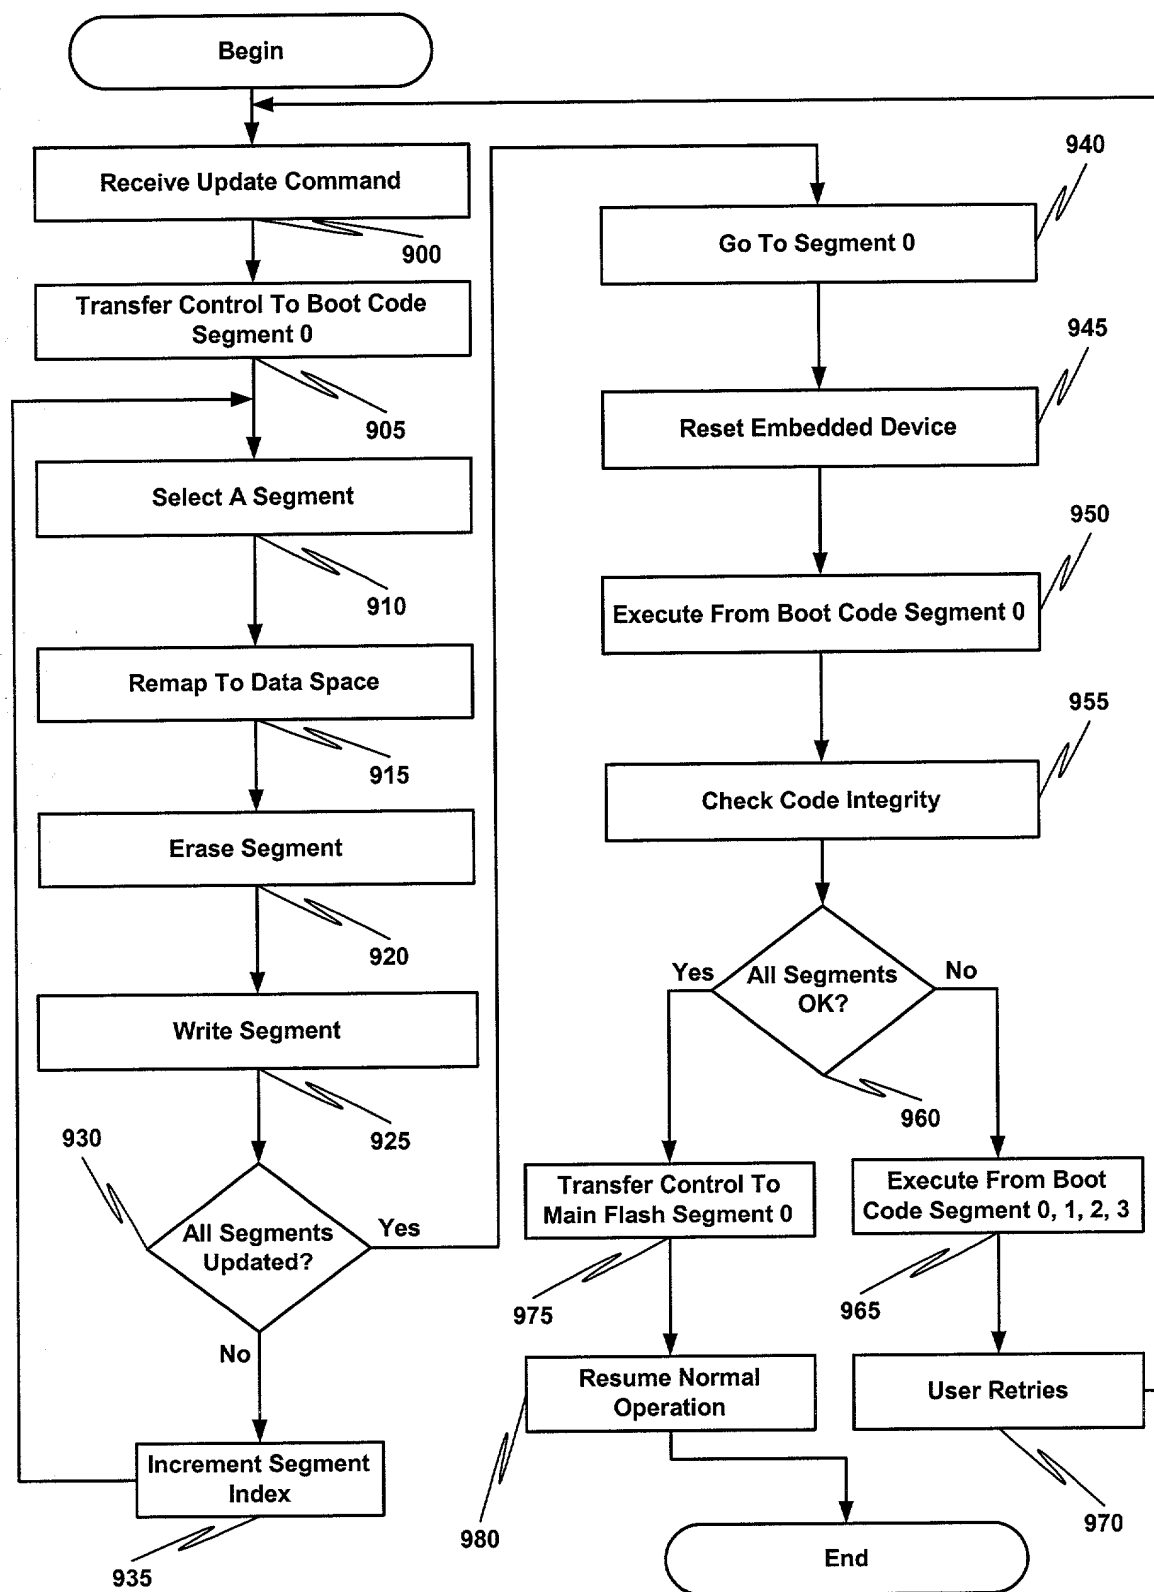 Begin
Receive Update Command
900
Transfer Control To Boot Code
Segment 0
905
Select A Segment
910
Remap To Data Space
915
Erase Segment
920
Write Segment
925
930
All Segments
Updated?
Yes
No
Increment Segment
Index
935
940
Go To Segment 0
945
Reset Embedded Device
950
Execute From Boot Code Segment 0
955
Check Code Integrity
Yes
All Segments
OK?
No
960
Transfer Control To
Main Flash Segment 0
975
Execute From Boot
Code Segment 0, 1, 2, 3
965
Resume Normal
Operation
980
User Retries
970
End